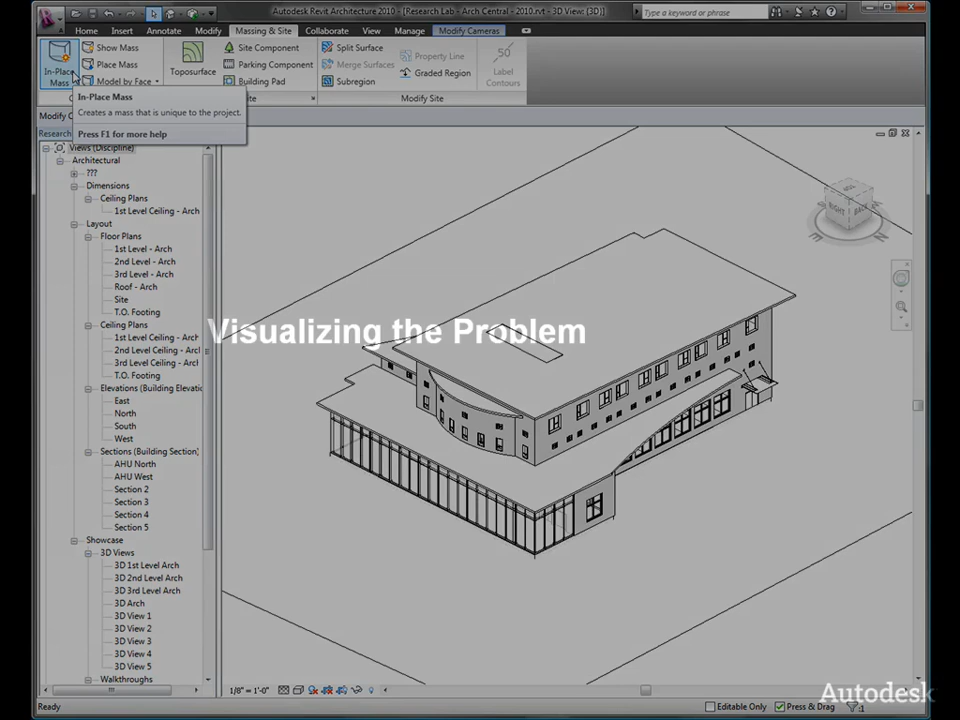 Autodesk Revit Architecture 2010 - [Research Lab - Arch Central - 2010.rvt - 3D View: {3D}]
Type a keyword or phrase
Home Insert Annotate Modify Massing & Site Collaborate View Manage Modify Cameras
In-Place
Mass
Show Mass
Place Mass
Model by Face
Toposurface
Site Component
Parking Component
Building Pad
Split Surface
Merge Surfaces
Subregion
Property Line
Graded Region
50
Label
Contours
Modify Site
In-Place Mass
Creates a mass that is unique to the project.
Press F1 for more help
Research
Views (Discipline)
Architectural
???
Dimensions
Ceiling Plans
1st Level Ceiling - Arch
Layout
Floor Plans
1st Level - Arch
2nd Level - Arch
3rd Level - Arch
Roof - Arch
Site
T.O. Footing
Ceiling Plans
1st Level Ceiling - Arch
2nd Level Ceiling - Arch
3rd Level Ceiling - Arch
T.O. Footing
Elevations (Building Elevation)
East
North
South
West
Sections (Building Section)
AHU North
AHU West
Section 2
Section 3
Section 4
Section 5
Showcase
3D Views
3D 1st Level Arch
3D 2nd Level Arch
3D 3rd Level Arch
3D Arch
3D View 1
3D View 2
3D View 3
3D View 4
3D View 5
Walkthroughs
RIGHT BACK
Visualizing the Problem
1/8" = 1'-0"
Autodesk
Ready
Editable Only
Press & Drag
:1